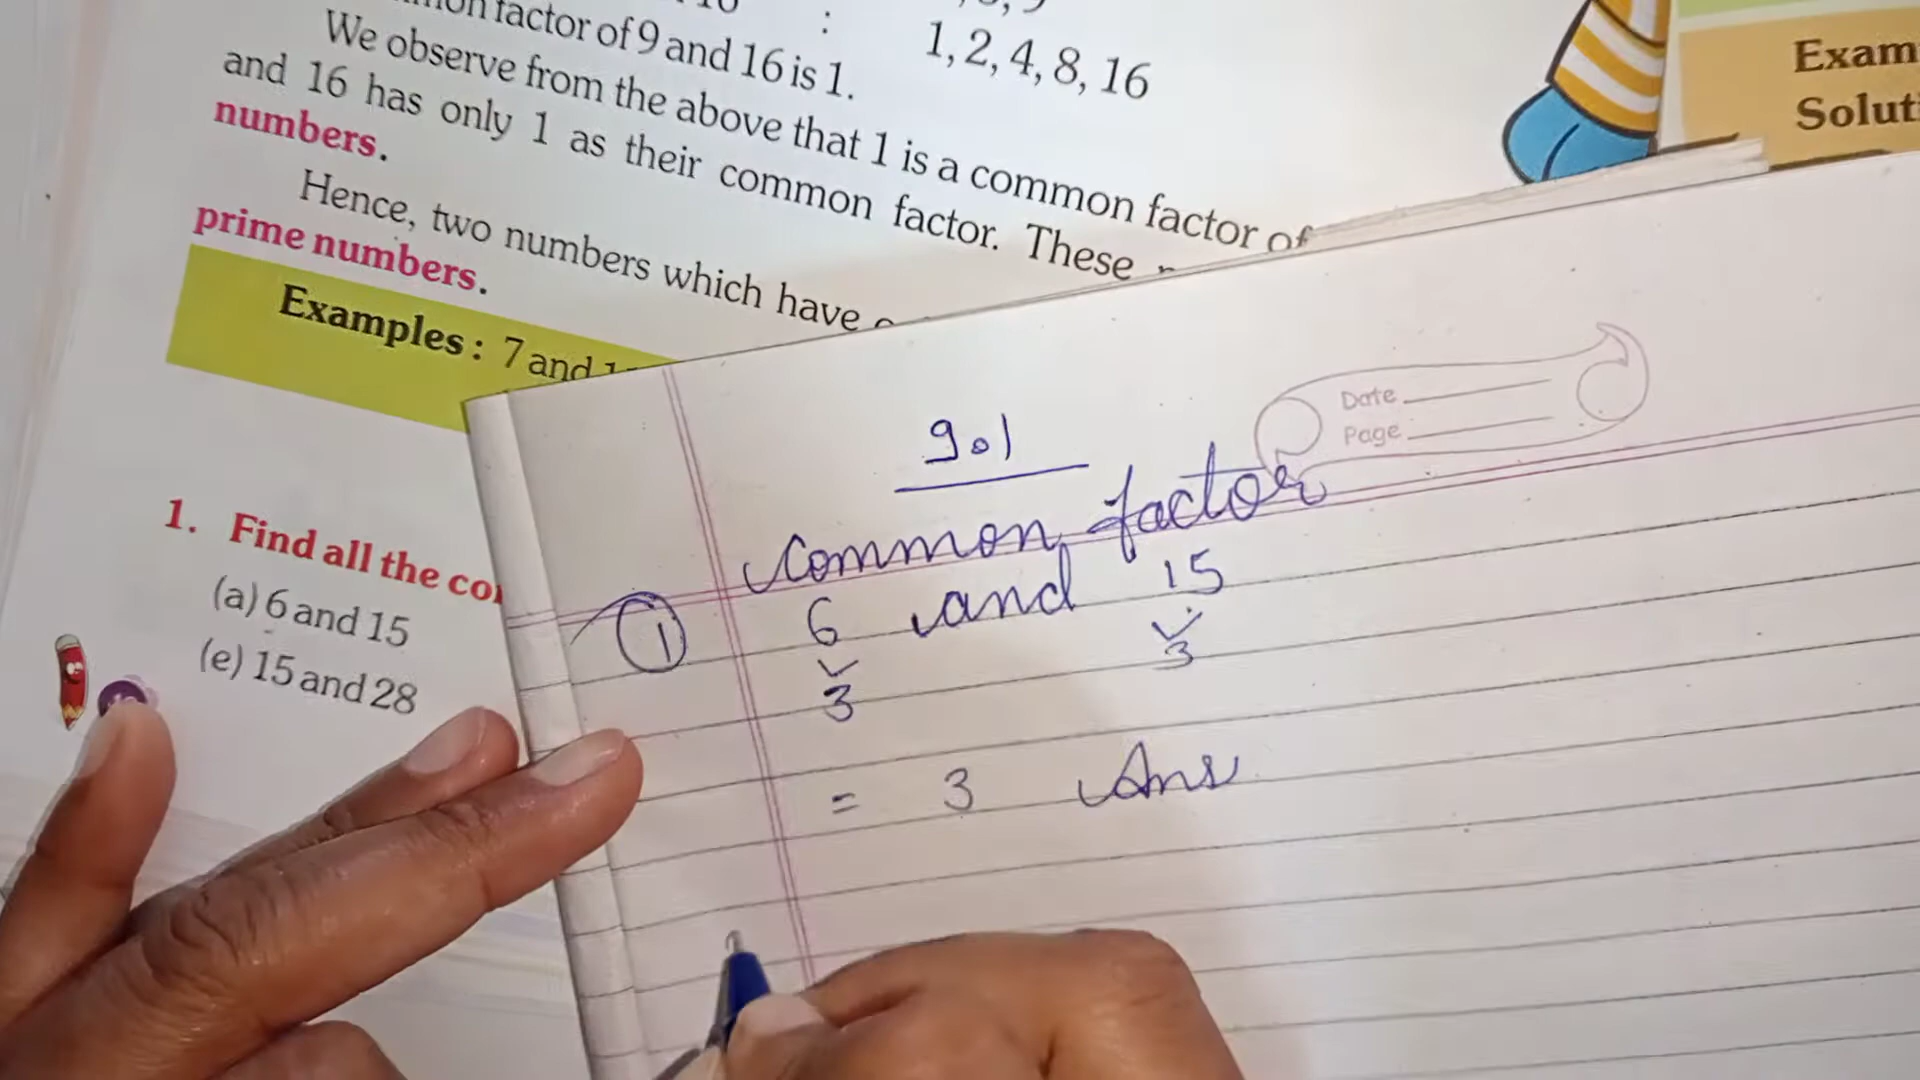 factor of 9 and 16 is 1.
1, 2, 4, 8, 16
We observe from the above that 1 is a common factor of
and 16 has only 1 as their common factor. These
numbers.
Hence, two numbers which have
prime numbers.
Examples : 7 and
1. Find all the
(a) 6 and 15
(e) 15 and 28
Exam
Soluti
Date
Page
9.1
common factor
1 6 and 15
3 3
= 3 Ans